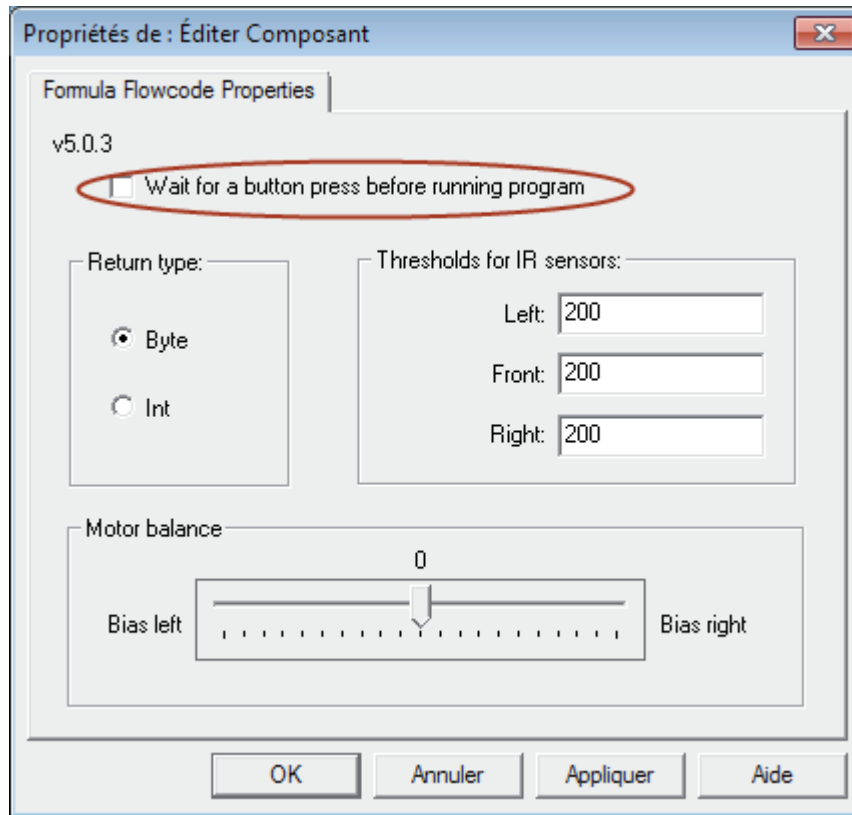 Propriétés de : Éditer Composant
Formula Flowcode Properties
v5.0.3
Wait for a button press before running program
Return type:
Byte
Int
Thresholds for IR sensors:
Left: 200
Front: 200
Right: 200
Motor balance
0
Bias left
Bias right
OK Annuler Appliquer Aide